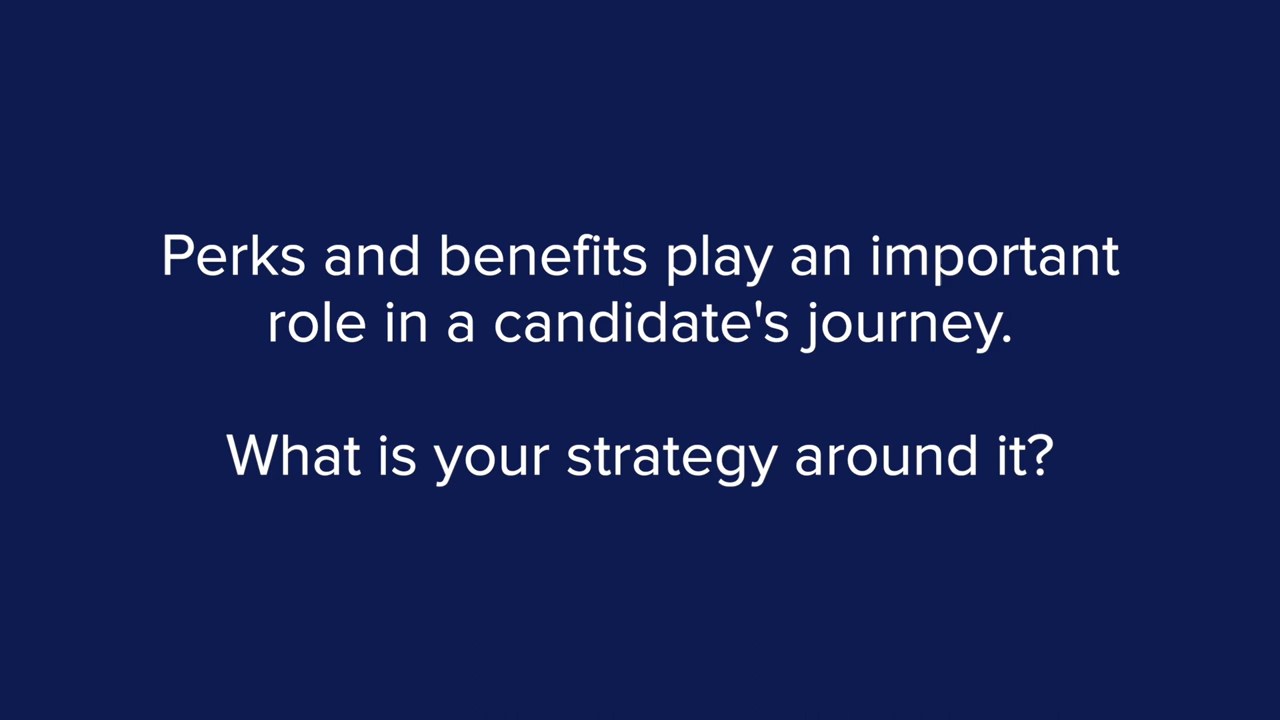 Perks and benefits play an important
role in a candidate's journey.
What is your strategy around it?